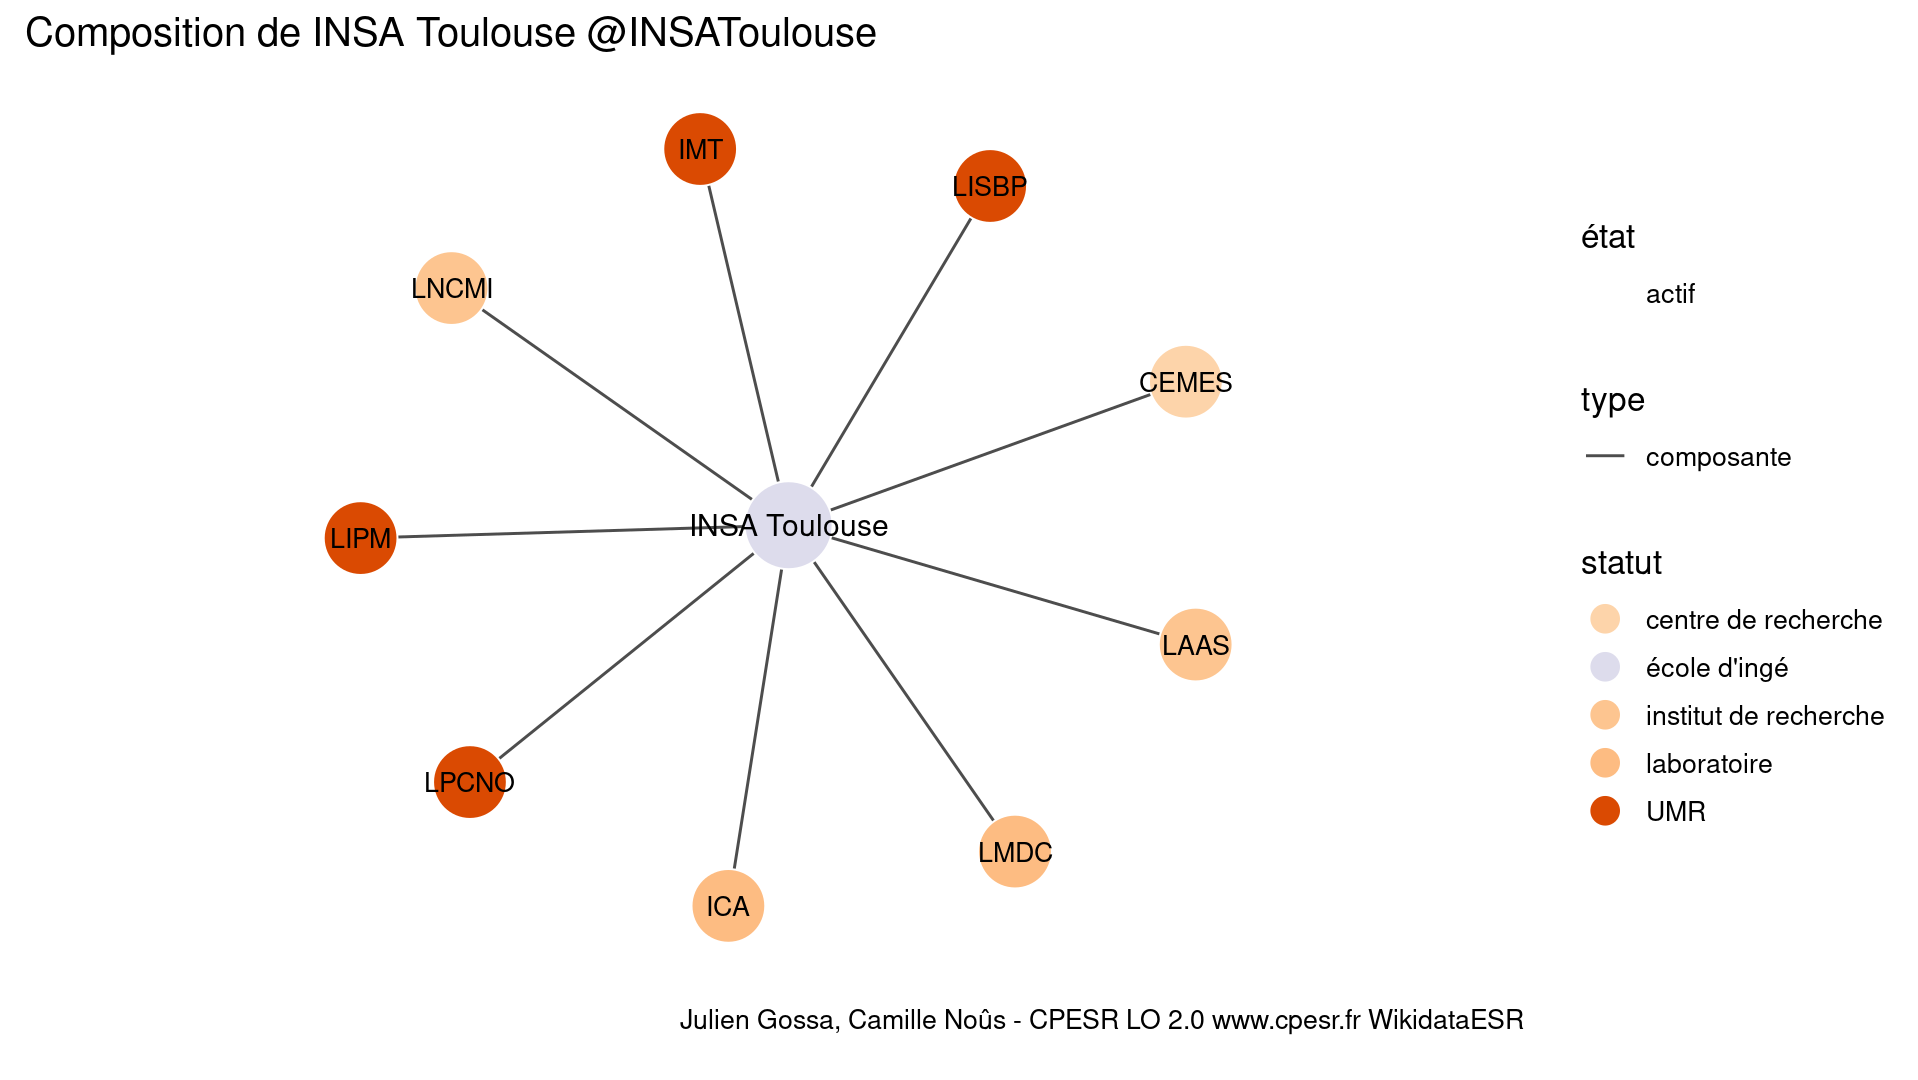 Composition de INSA Toulouse @INSAToulouse
IMT
LISBP
LNCMI
CEMES
INSA Toulouse
LIPM
LAAS
LPCNO
LMDC
ICA
état
actif
type
composante
statut
centre de recherche
école d'ingé
institut de recherche
laboratoire
UMR
Julien Gossa, Camille Noûs - CPESR LO 2.0 www.cpesr.fr WikidataESR